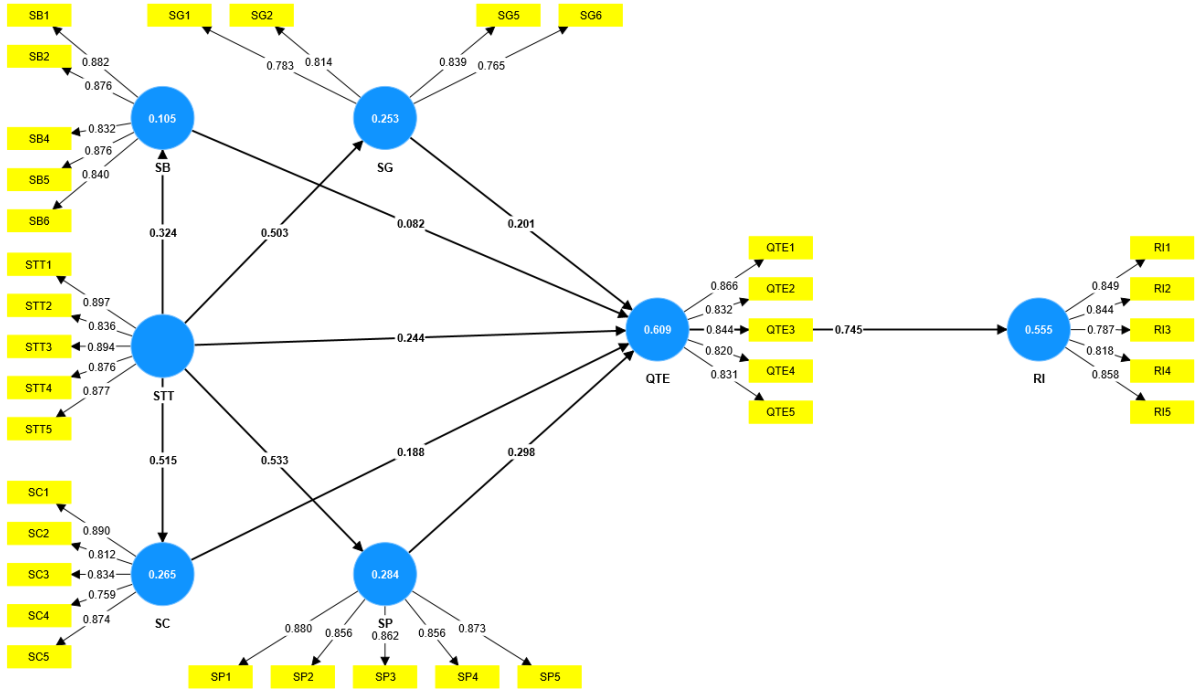 SB1
SG1
SG2
SG5
SG6
SB2
0.882
0.876
0.783
0.814
0.839
0.765
0.105
0.253
SB4
0.832
SB5
0.876
SB
SG
0.840
SB6
0.324
0.503
0.082
0.201
STT1
QTE1
RI1
0.897
0.866
0.849
STT2
QTE2
RI2
0.836
0.832
0.844
STT3
0.894
0.244
0.609
0.844
QTE3
0.745
0.555
0.787
RI3
0.876
0.820
0.818
STT4
QTE4
RI4
0.877
STT
QTE
0.831
RI
0.858
STT5
QTE5
RI5
0.515
0.533
0.188
0.298
SC1
0.890
SC2
0.812
SC3
0.834
0.265
0.284
0.759
SC4
0.874
SC
SP
SC5
0.880
0.856
0.862
0.856
0.873
SP1
SP2
SP3
SP4
SP5